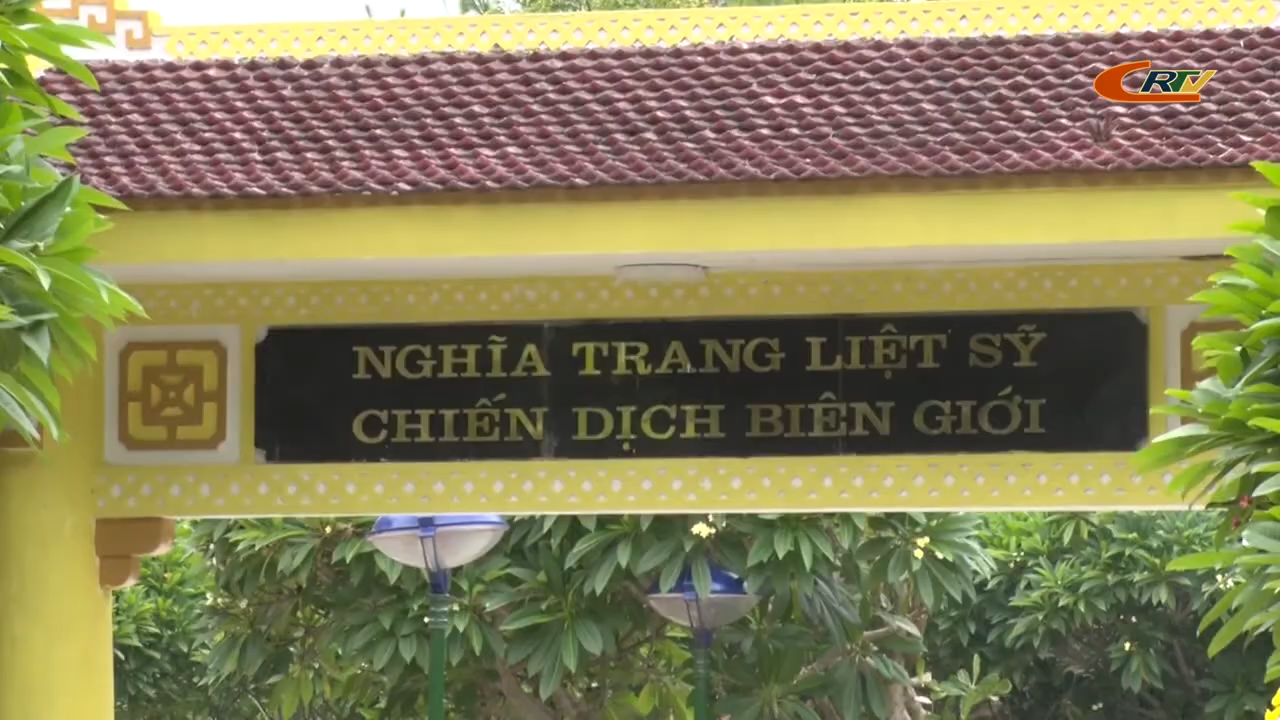 CRTV
NGHĨA TRANG LIỆT SỸ
CHIẾN DỊCH BIÊN GIỚI